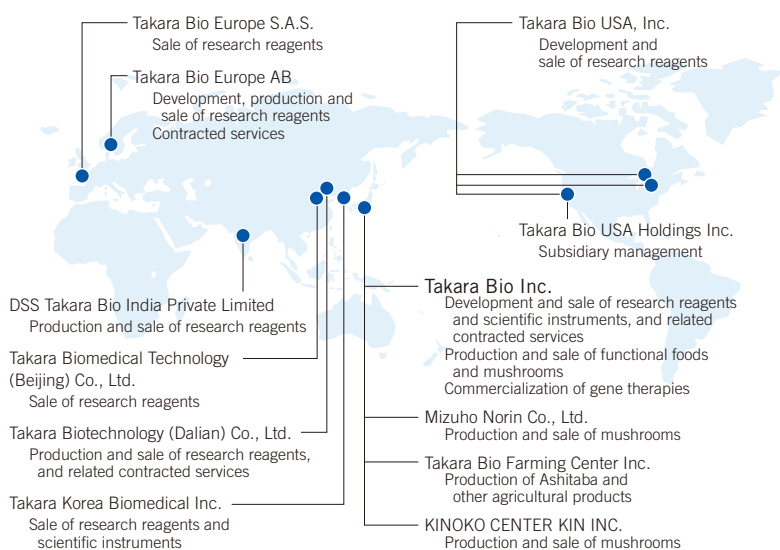 Takara Bio Europe S.A.S.
Sale of research reagents
Takara Bio Europe AB
Development, production and
sale of research reagents
Contracted services
Takara Bio USA, Inc.
Development and
sale of research reagents
Takara Bio USA Holdings Inc.
Subsidiary management
DSS Takara Bio India Private Limited
Production and sale of research reagents
Takara Biomedical Technology
(Beijing) Co., Ltd.
Sale of research reagents
Takara Biotechnology (Dalian) Co., Ltd.
Production and sale of research reagents,
and related contracted services
Takara Korea Biomedical Inc.
Sale of research reagents and
scientific instruments
Takara Bio Inc.
Development and sale of research reagents
and scientific instruments, and related
contracted services
Production and sale of functional foods
and mushrooms
Commercialization of gene therapies
Mizuho Norin Co., Ltd.
Production and sale of mushrooms
Takara Bio Farming Center Inc.
Production of Ashitaba and
other agricultural products
KINOKO CENTER KIN INC.
Production and sale of mushrooms